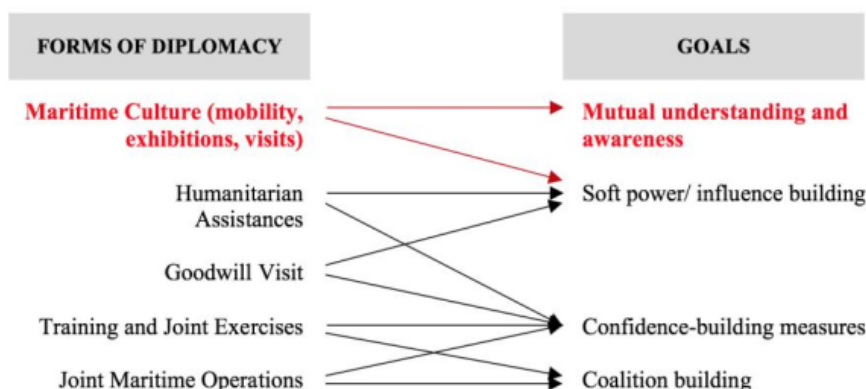 FORMS OF DIPLOMACY
GOALS
Maritime Culture (mobility,
exhibitions, visits)
Mutual understanding and
awareness
Humanitarian
Assistances
Soft power/ influence building
Goodwill Visit
Training and Joint Exercises
Confidence-building measures
Joint Maritime Operations
Coalition building